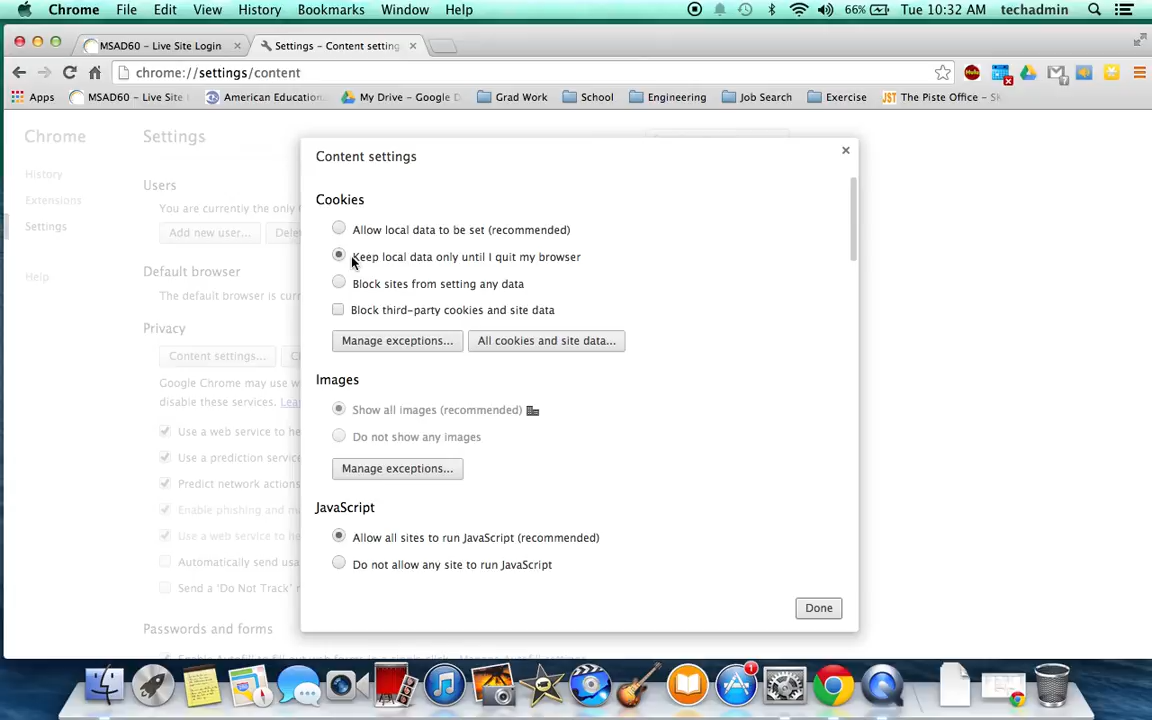 Chrome File Edit View History Bookmarks Window Help 66% Tue 10:32 AM techadmin
MSAD60 – Live Site Login × Settings – Content setting ×
chrome://settings/content
Apps MSAD60 – Live Site American Education My Drive – Google D Grad Work School Engineering Job Search Exercise JST The Piste Office – Sk
Chrome
History
Extensions
Settings
Help
Settings
Users
You are currently the only
Add new user... Dele
Default browser
The default browser is curr
Privacy
Content settings... C
Google Chrome may use w
disable these services. Lea
Use a web service to he
Use a prediction service
Predict network actions
Enable phishing and m
Use a web service to he
Automatically send usa
Send a 'Do Not Track'
Passwords and forms
Content settings ×
Cookies
Allow local data to be set (recommended)
Keep local data only until I quit my browser
Block sites from setting any data
Block third-party cookies and site data
Manage exceptions... All cookies and site data...
Images
Show all images (recommended)
Do not show any images
Manage exceptions...
JavaScript
Allow all sites to run JavaScript (recommended)
Do not allow any site to run JavaScript
Done
1